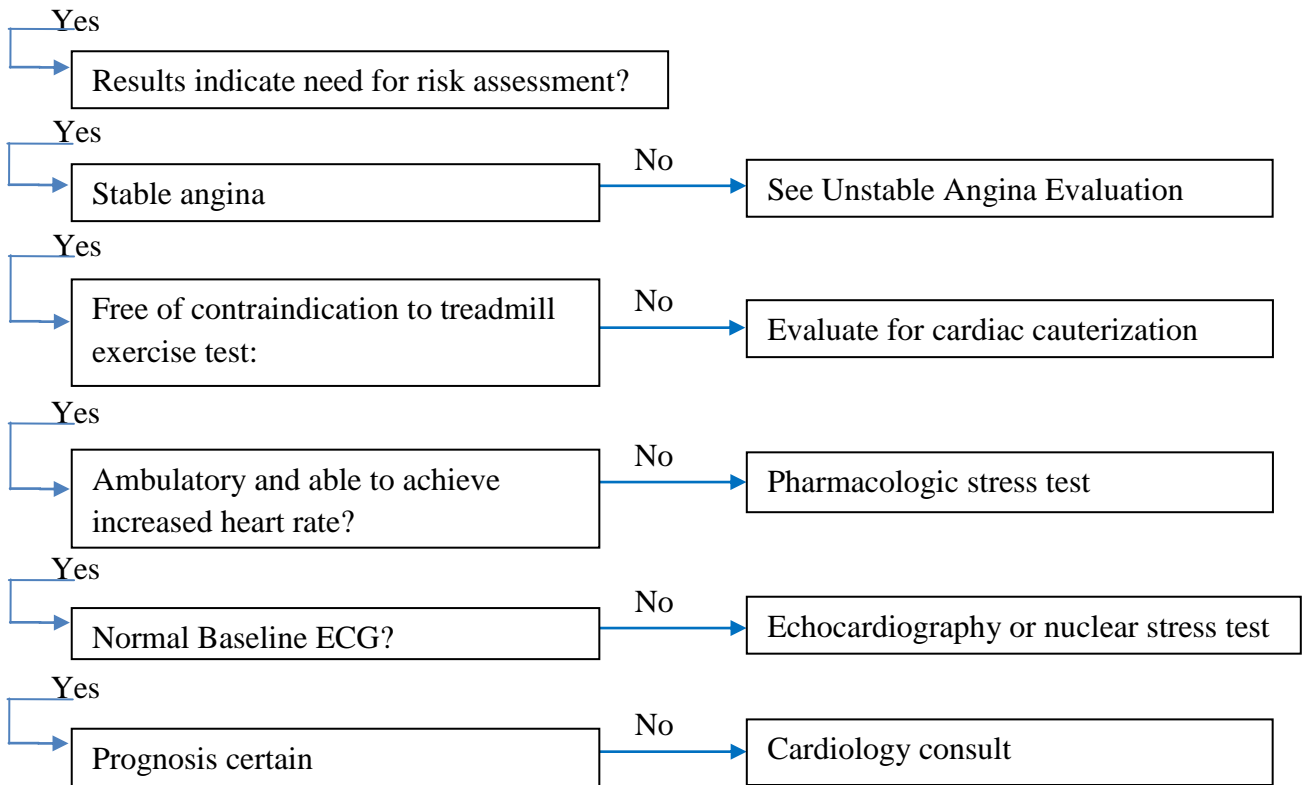 Yes
Results indicate need for risk assessment?
Yes
Stable angina
No
See Unstable Angina Evaluation
Yes
Free of contraindication to treadmill
exercise test:
No
Evaluate for cardiac cauterization
Yes
Ambulatory and able to achieve
increased heart rate?
No
Pharmacologic stress test
Yes
Normal Baseline ECG?
No
Echocardiography or nuclear stress test
Yes
Prognosis certain
No
Cardiology consult